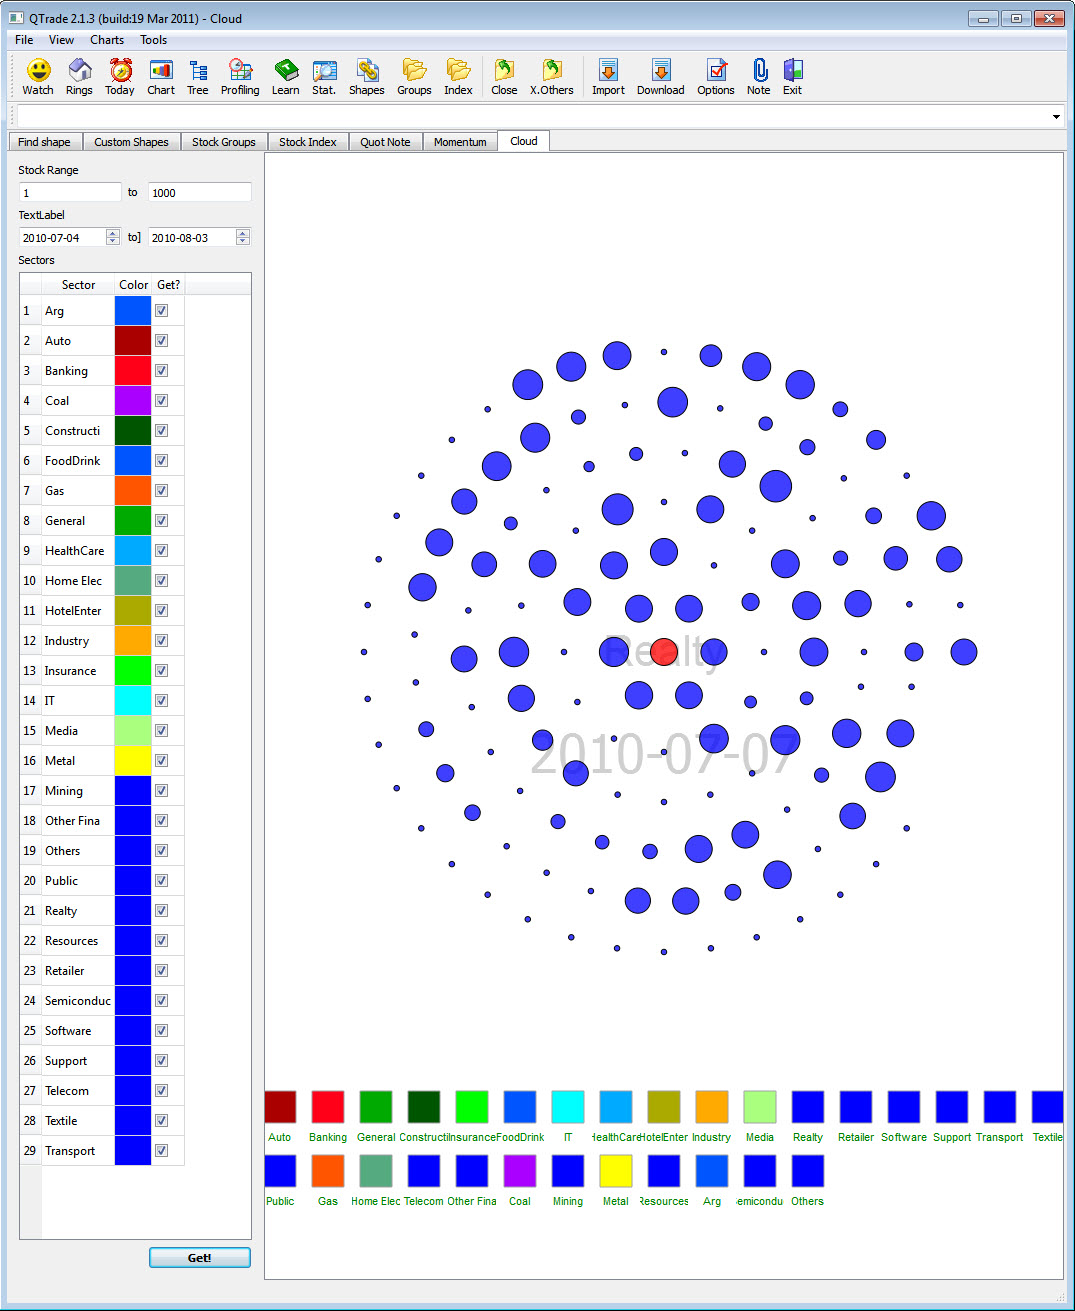 QTrade 2.1.3 (build:19 Mar 2011) - Cloud
File View Charts Tools
Watch Rings Today Chart Tree Profiling Learn Stat. Shapes Groups Index Close X.Others Import Download Options Note Exit
Find shape Custom Shapes Stock Groups Stock Index Quot Note Momentum Cloud
Stock Range
1 to 1000
TextLabel
2010-07-04 to] 2010-08-03
Sectors
Sector Color Get?
1 Arg
2 Auto
3 Banking
4 Coal
5 Constructi
6 FoodDrink
7 Gas
8 General
9 HealthCare
10 Home Elec
11 HotelEnter
12 Industry
13 Insurance
14 IT
15 Media
16 Metal
17 Mining
18 Other Fina
19 Others
20 Public
21 Realty
22 Resources
23 Retailer
24 Semiconduc
25 Software
26 Support
27 Telecom
28 Textile
29 Transport
Get!
Realty
2010-07-07
Auto Banking General Constructi Insurance FoodDrink IT HealthCare HotelEnter Industry Media Realty Retailer Software Support Transport Textile
Public Gas Home Elec Telecom Other Fina Coal Mining Metal Resources Arg emicondu Others